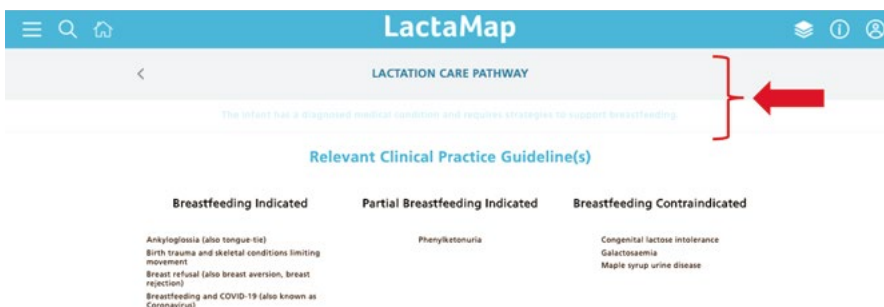 LactaMap
LACTATION CARE PATHWAY
The infant has a diagnosed medical condition and requires strategies to support breastfeeding.
Relevant Clinical Practice Guideline(s)
Breastfeeding Indicated
Ankyloglossia (also tongue-tie)
Birth trauma and skeletal conditions limiting
movement
Breast refusal (also breast aversion, breast
rejection)
Breastfeeding and COVID-19 (also known as
Coronavirus)
Partial Breastfeeding Indicated
Phenylketonuria
Breastfeeding Contraindicated
Congenital lactose intolerance
Galactosaemia
Maple syrup urine disease